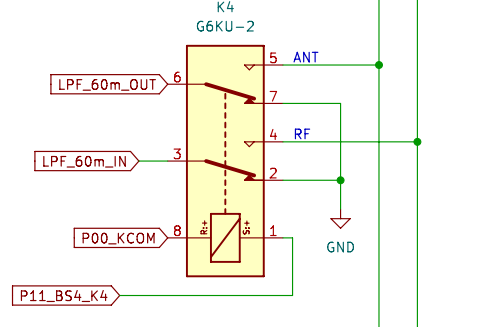 K4
G6KU-2
5 ANT
6 LPF_60m_OUT
7
4 RF
3 LPF_60m_IN
2
R:+ S:+
8 P00_KCOM
1
GND
P11_BS4_K4